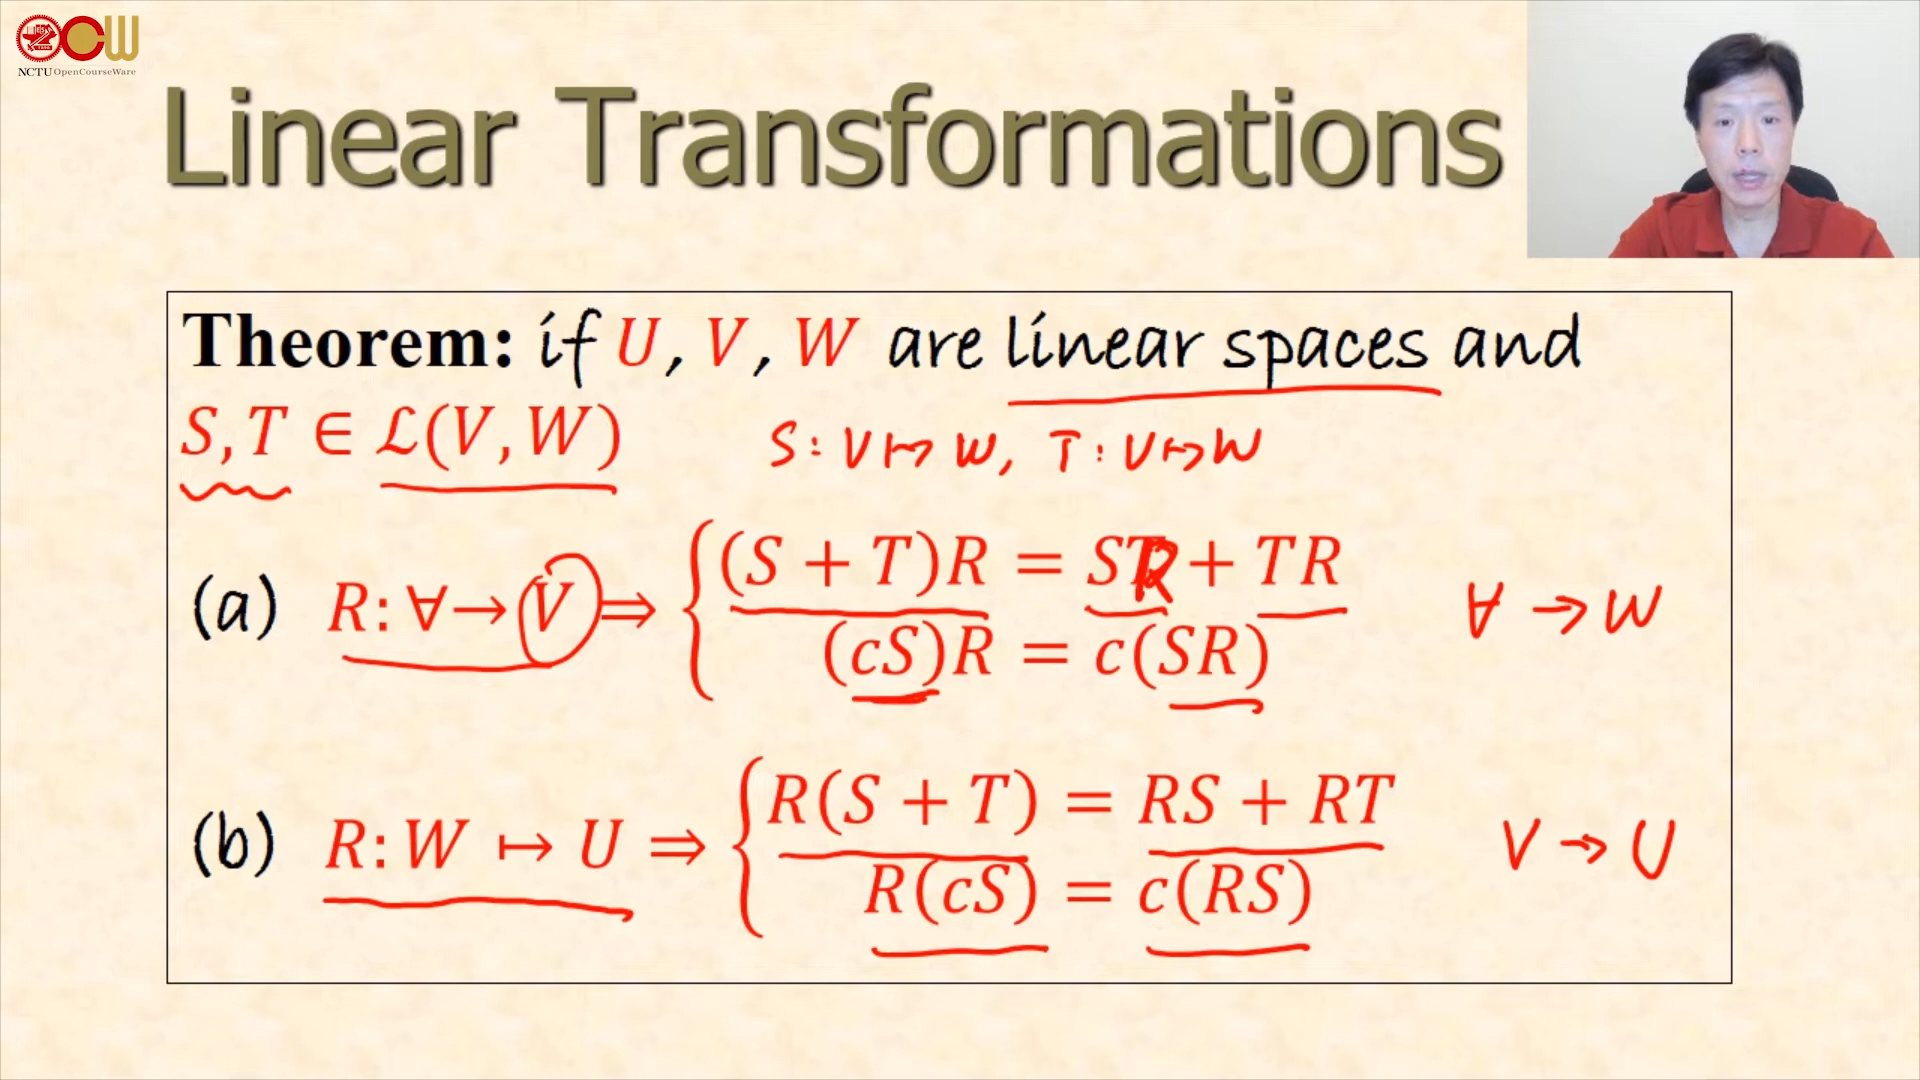 NCTU OpenCourseWare
Linear Transformations
Theorem: if U, V, W are linear spaces and
S, T ∈ ℒ(V, W) S: V ↦ W, T: V ↦ W
(a) R: ∀ → V ⇒ (S + T)R = SR + TR ∀ → W
(cS)R = c(SR)
(b) R: W ↦ U ⇒ R(S + T) = RS + RT V → U
R(cS) = c(RS)